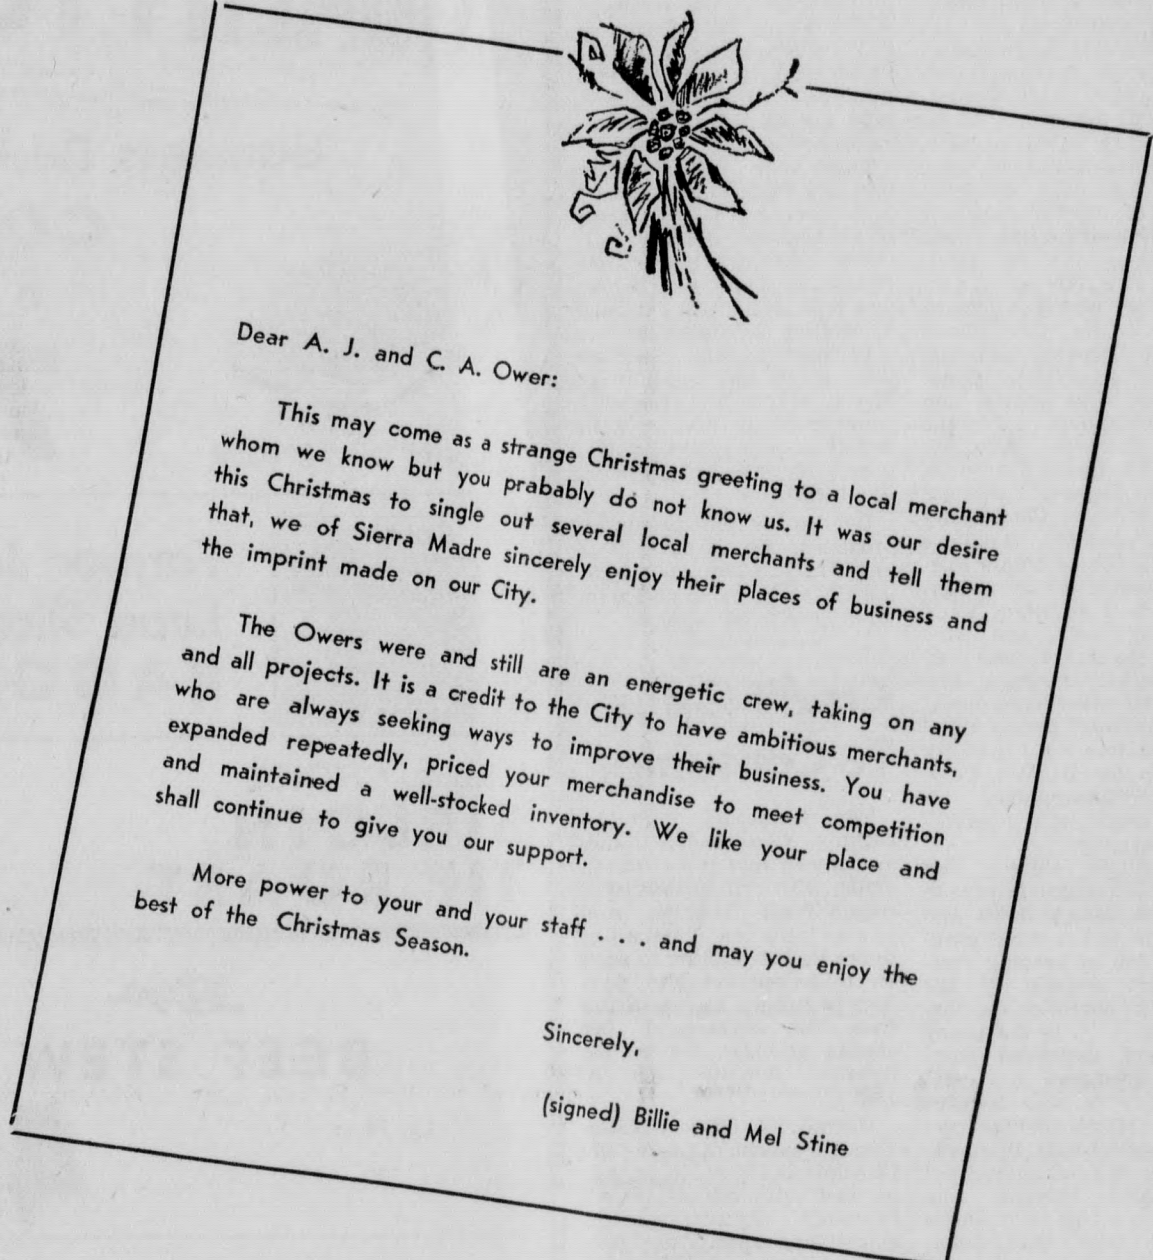 Dear A. J. and C. A. Ower:
This may come as a strange Christmas greeting to a local merchant
whom we know but you prabably do not know us. It was our desire
this Christmas to single out several local merchants and tell them
that, we of Sierra Madre sincerely enjoy their places of business and
the imprint made on our City.
The Owers were and still are an energetic crew, taking on any
and all projects. It is a credit to the City to have ambitious merchants,
who are always seeking ways to improve their business. You have
expanded repeatedly, priced your merchandise to meet competition
and maintained a well-stocked inventory. We like your place and
shall continue to give you our support.
More power to your and your staff . . . and may you enjoy the
best of the Christmas Season.
Sincerely,
(signed) Billie and Mel Stine